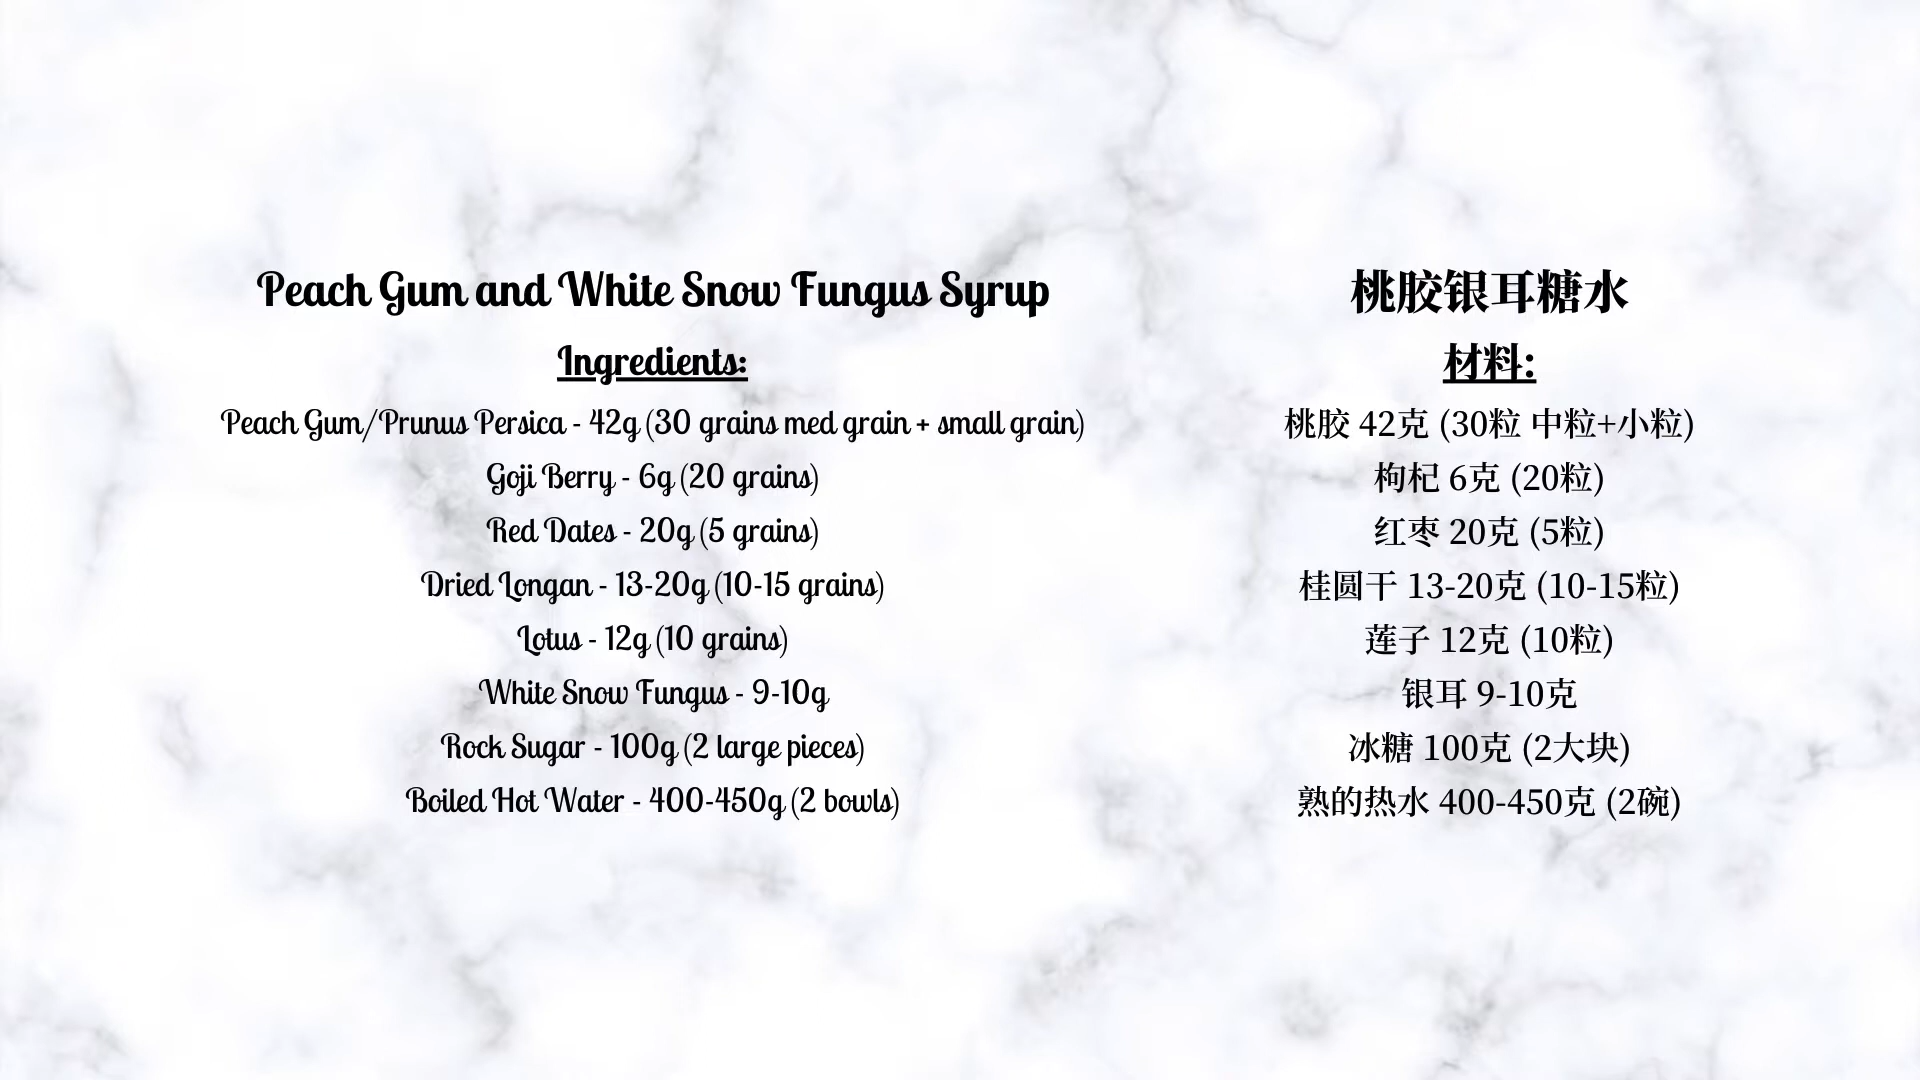 Peach Gum and White Snow Fungus Syrup
Ingredients:
Peach Gum/Prunus Persica - 42g (30 grains med grain + small grain)
Goji Berry - 6g (20 grains)
Red Dates - 20g (5 grains)
Dried Longan - 13-20g (10-15 grains)
Lotus - 12g (10 grains)
White Snow Fungus - 9-10g
Rock Sugar - 100g (2 large pieces)
Boiled Hot Water - 400-450g (2 bowls)
桃胶银耳糖水
材料:
桃胶 42克 (30粒 中粒+小粒)
枸杞 6克 (20粒)
红枣 20克 (5粒)
桂圆干 13-20克 (10-15粒)
莲子 12克 (10粒)
银耳 9-10克
冰糖 100克 (2大块)
熟的热水 400-450克 (2碗)